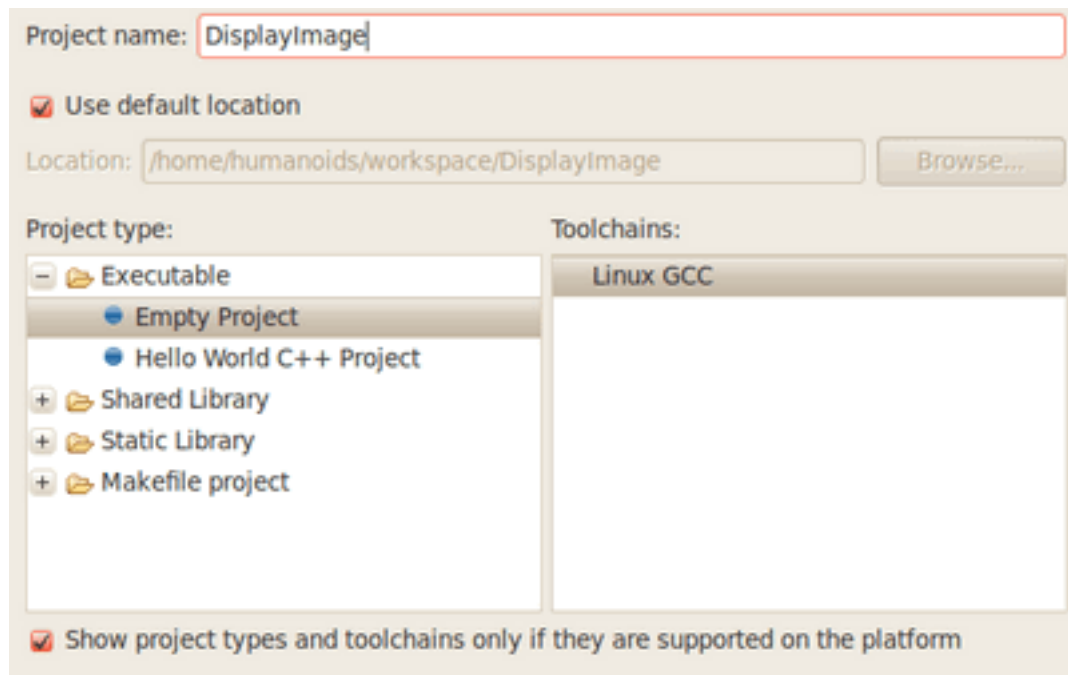 Project name: DisplayImage
Use default location
Location: /home/humanoids/workspace/DisplayImage Browse...
Project type: Toolchains:
Executable Linux GCC
Empty Project
Hello World C++ Project
Shared Library
Static Library
Makefile project
Show project types and toolchains only if they are supported on the platform